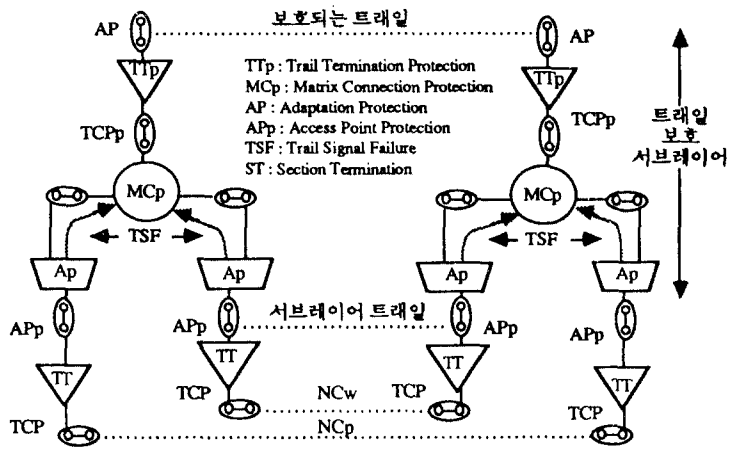 보호되는 트래일
AP
AP
TTp
TTp
TTp : Trail Termination Protection
MCp : Matrix Connection Protection
AP : Adaptation Protection
APp : Access Point Protection
TSF : Trail Signal Failure
ST : Section Termination
TCPp
TCPp
트래일
보호
서브레이어
MCp
MCp
TSF
TSF
Ap
Ap
Ap
Ap
서브레이어 트래일
APp
APp
APp
APp
TT
TT
TT
TT
TCP
NCw
TCP
TCP
NCp
TCP